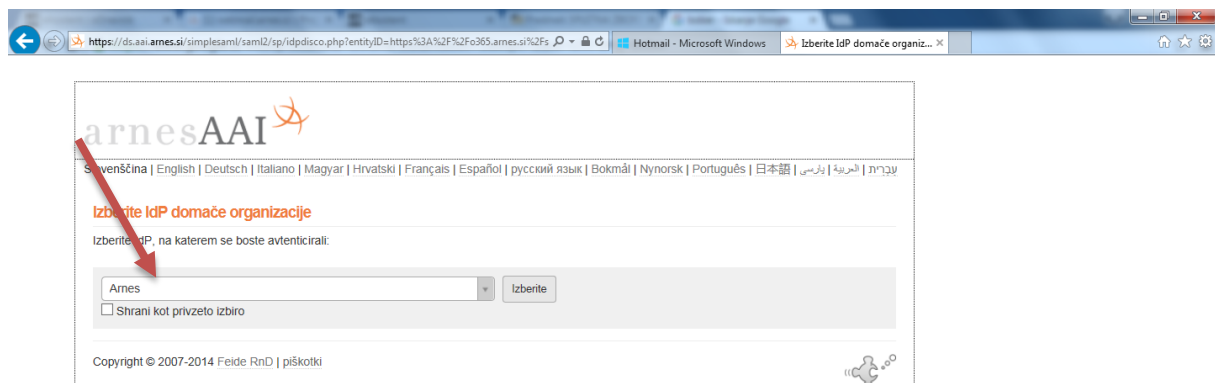 https://ds.aai.arnes.si/simplesaml/saml2/sp/idpdisco.php?entityID=https%3A%2F%2Fo365.arnes.si%2Fs
Hotmail - Microsoft Windows
Izberite IdP domače organiz...
arnesAAI
Slovenščina | English | Deutsch | Italiano | Magyar | Hrvatski | Français | Español | русский язык | Bokmål | Nynorsk | Português | 日本語 | עִבְרִית | العربية | پارسی
Izberite IdP domače organizacije
Izberite IdP, na katerem se boste avtenticirali:
Arnes
Izberite
Shrani kot privzeto izbiro
Copyright © 2007-2014 Feide RnD | piškotki